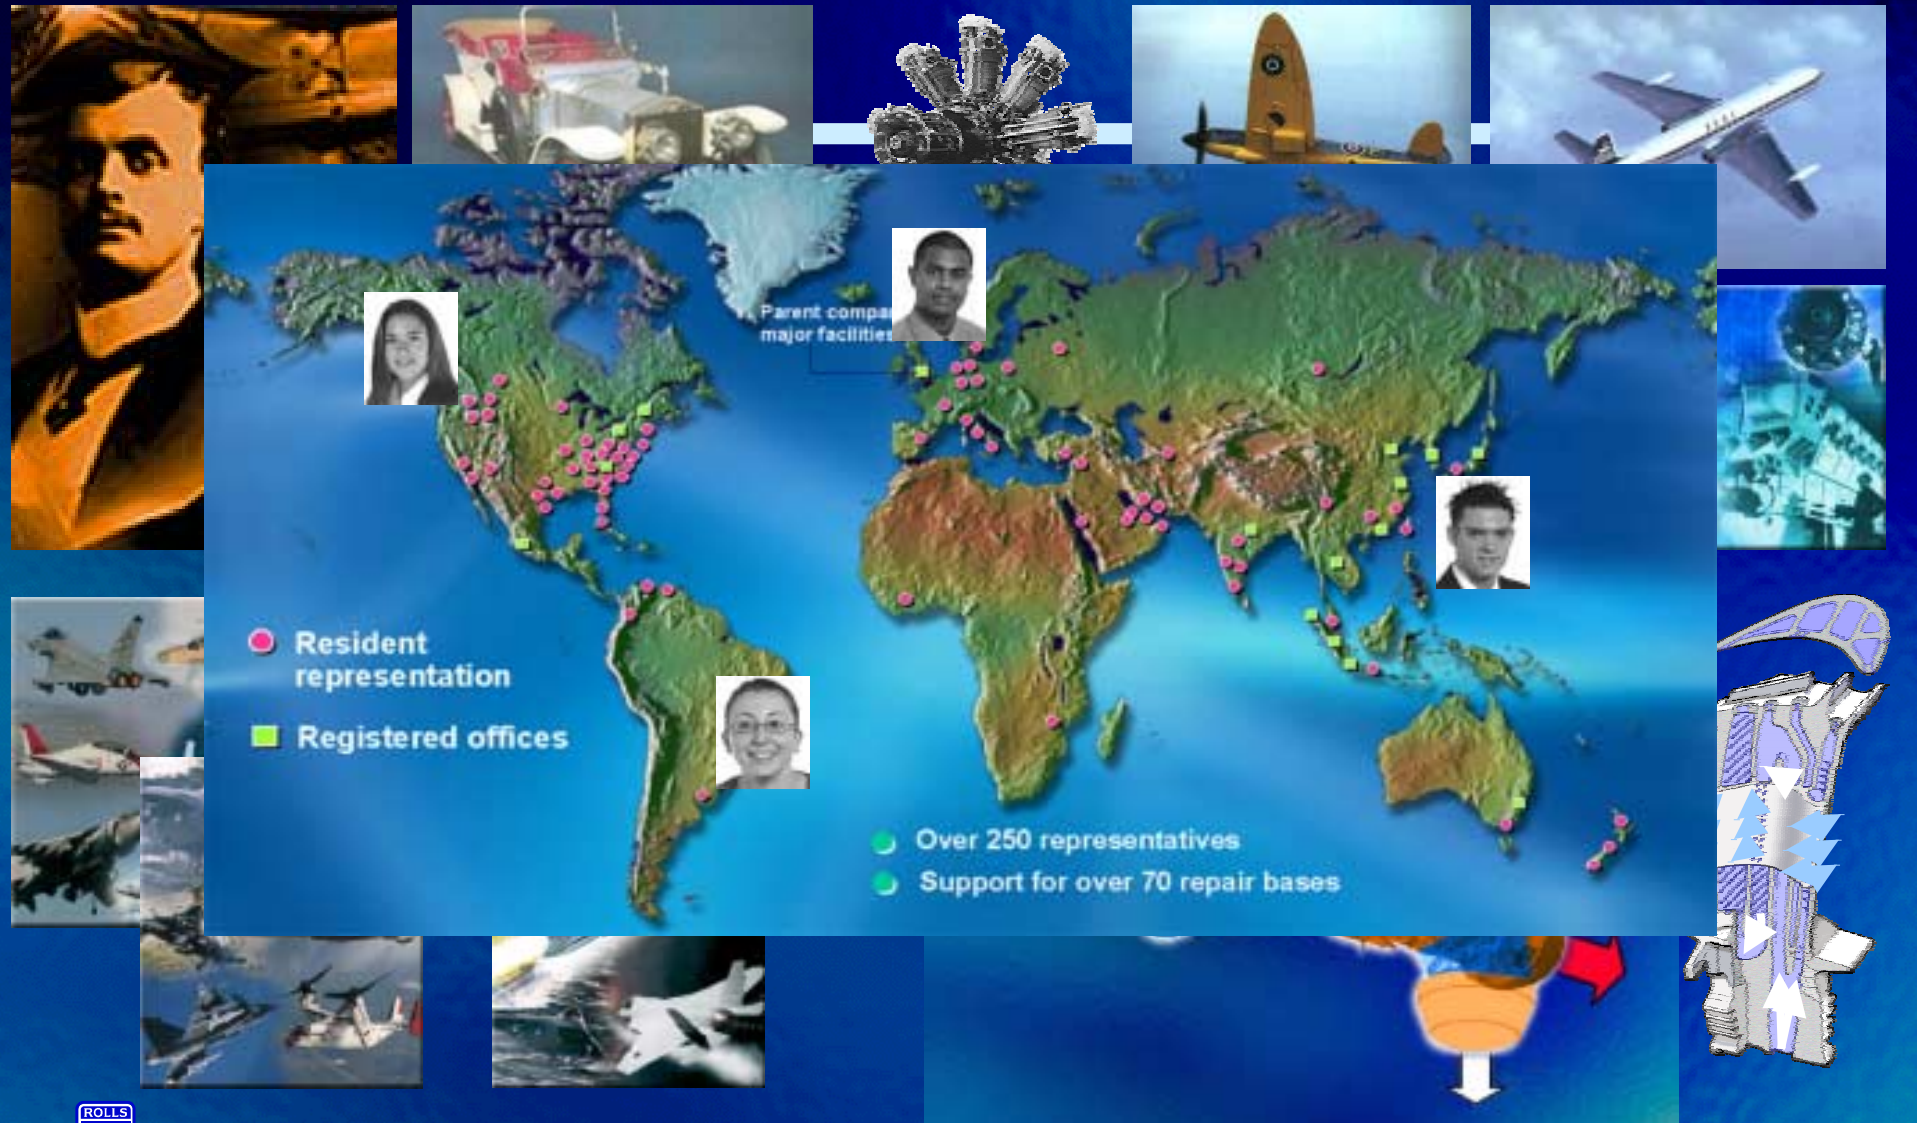 Parent compa
major facilities
Resident
representation
Registered offices
Over 250 representatives
Support for over 70 repair bases
ROLLS